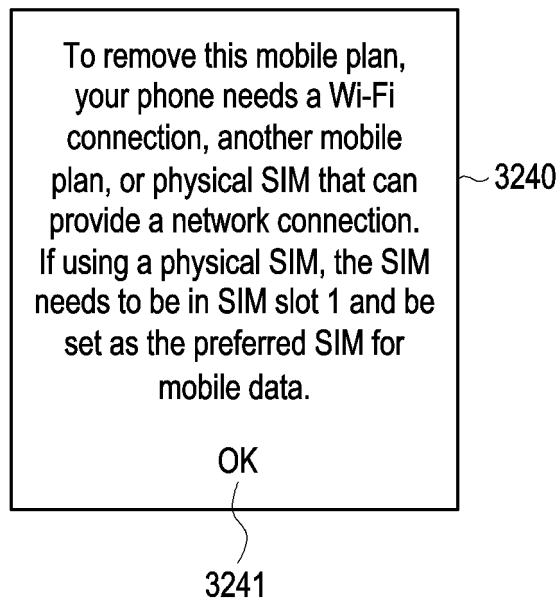 To remove this mobile plan,
your phone needs a Wi-Fi
connection, another mobile
plan, or physical SIM that can
provide a network connection.
If using a physical SIM, the SIM
needs to be in SIM slot 1 and be
set as the preferred SIM for
mobile data.
OK
3240
3241